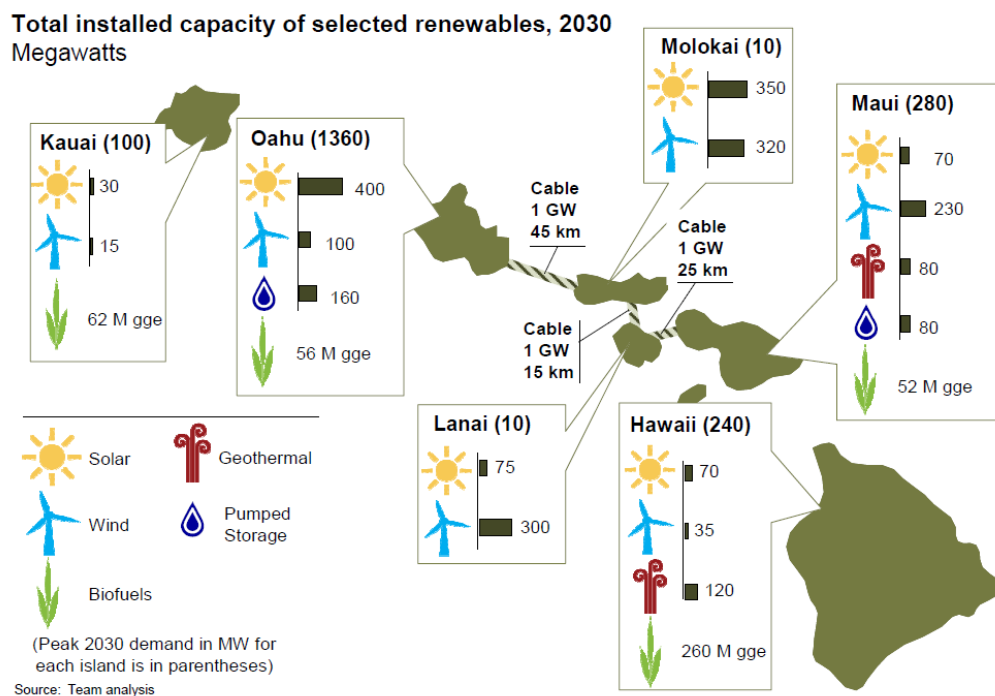 Total installed capacity of selected renewables, 2030
Megawatts
Kauai (100)
30
15
62 M gge
Oahu (1360)
400
100
160
56 M gge
Cable
1 GW
45 km
Molokai (10)
350
320
Cable
1 GW
25 km
Cable
1 GW
15 km
Maui (280)
70
230
80
80
52 M gge
Lanai (10)
75
300
Hawaii (240)
70
35
120
260 M gge
Solar
Geothermal
Wind
Pumped
Storage
Biofuels
(Peak 2030 demand in MW for
each island is in parentheses)
Source: Team analysis